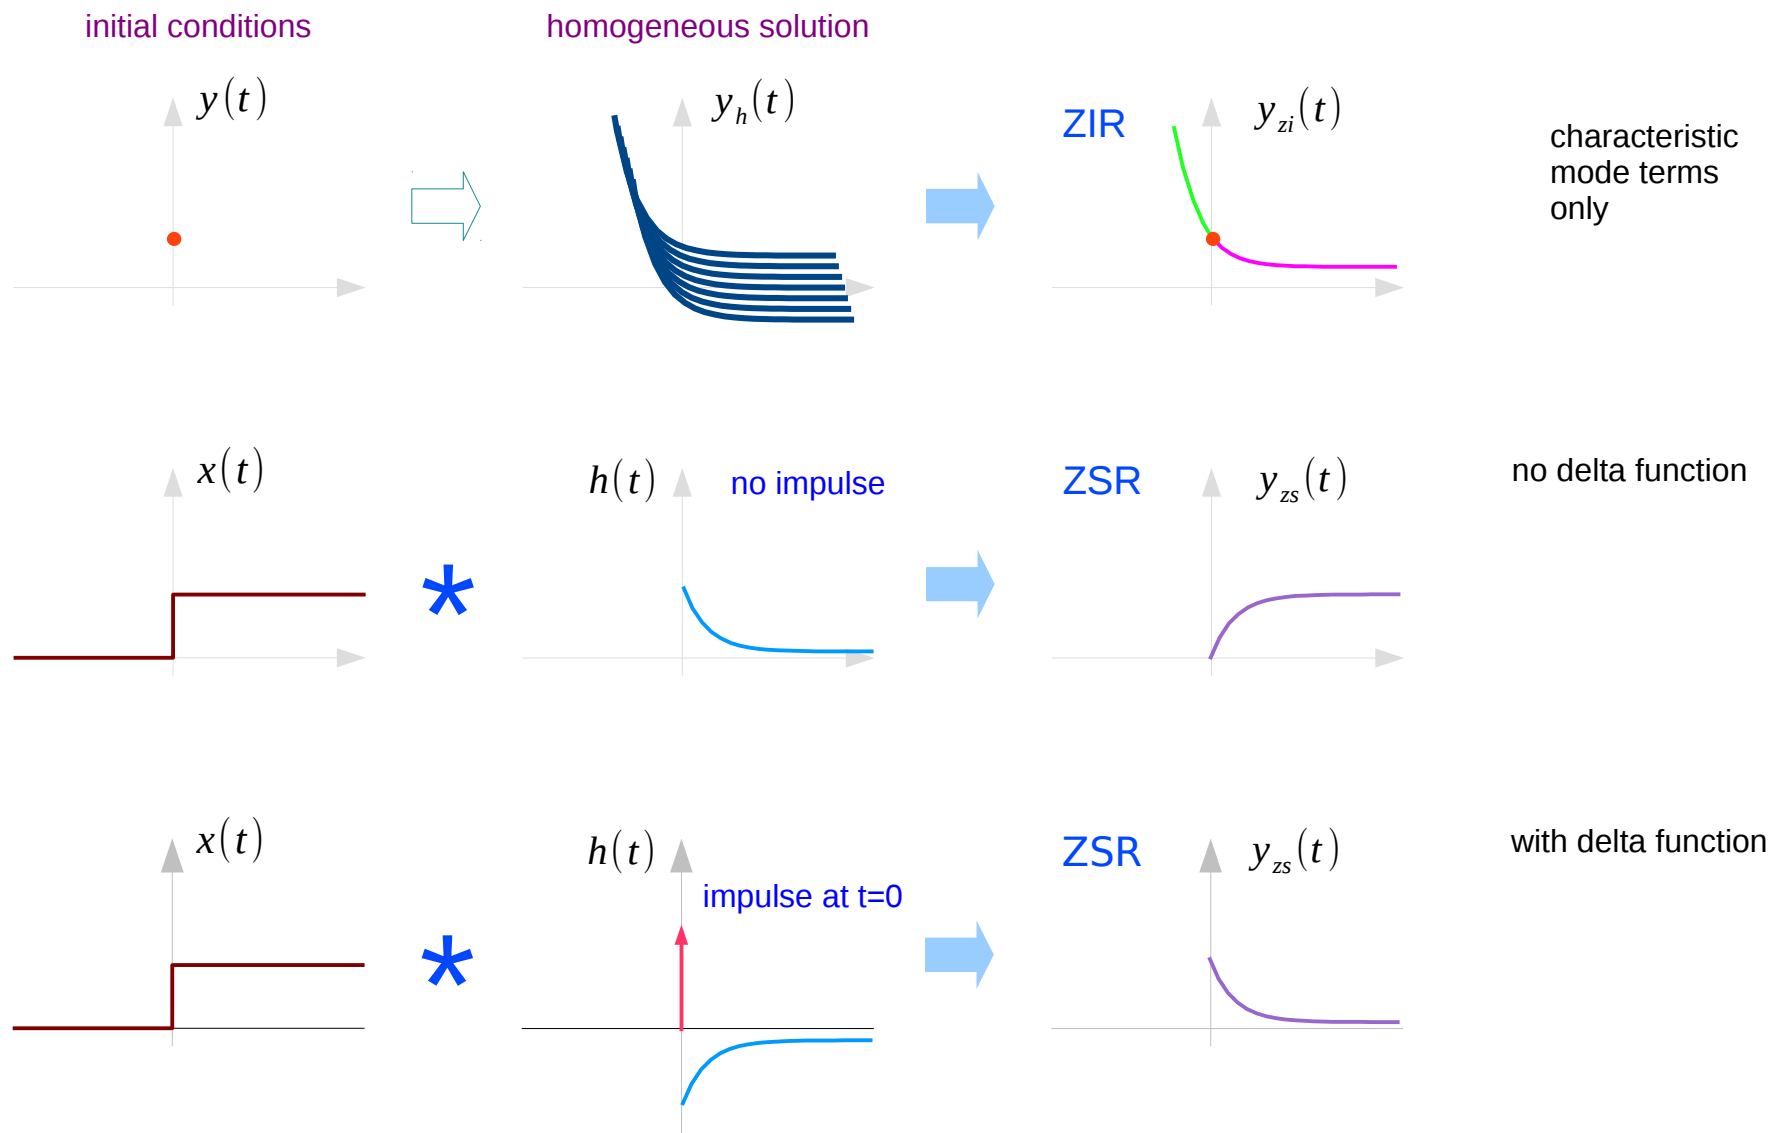 initial conditions
homogeneous solution
y(t)
y_h(t)
ZIR
y_zi(t)
characteristic
mode terms
only
x(t)
h(t)
no impulse
ZSR
y_zs(t)
no delta function
*
x(t)
h(t)
impulse at t=0
ZSR
y_zs(t)
with delta function
*